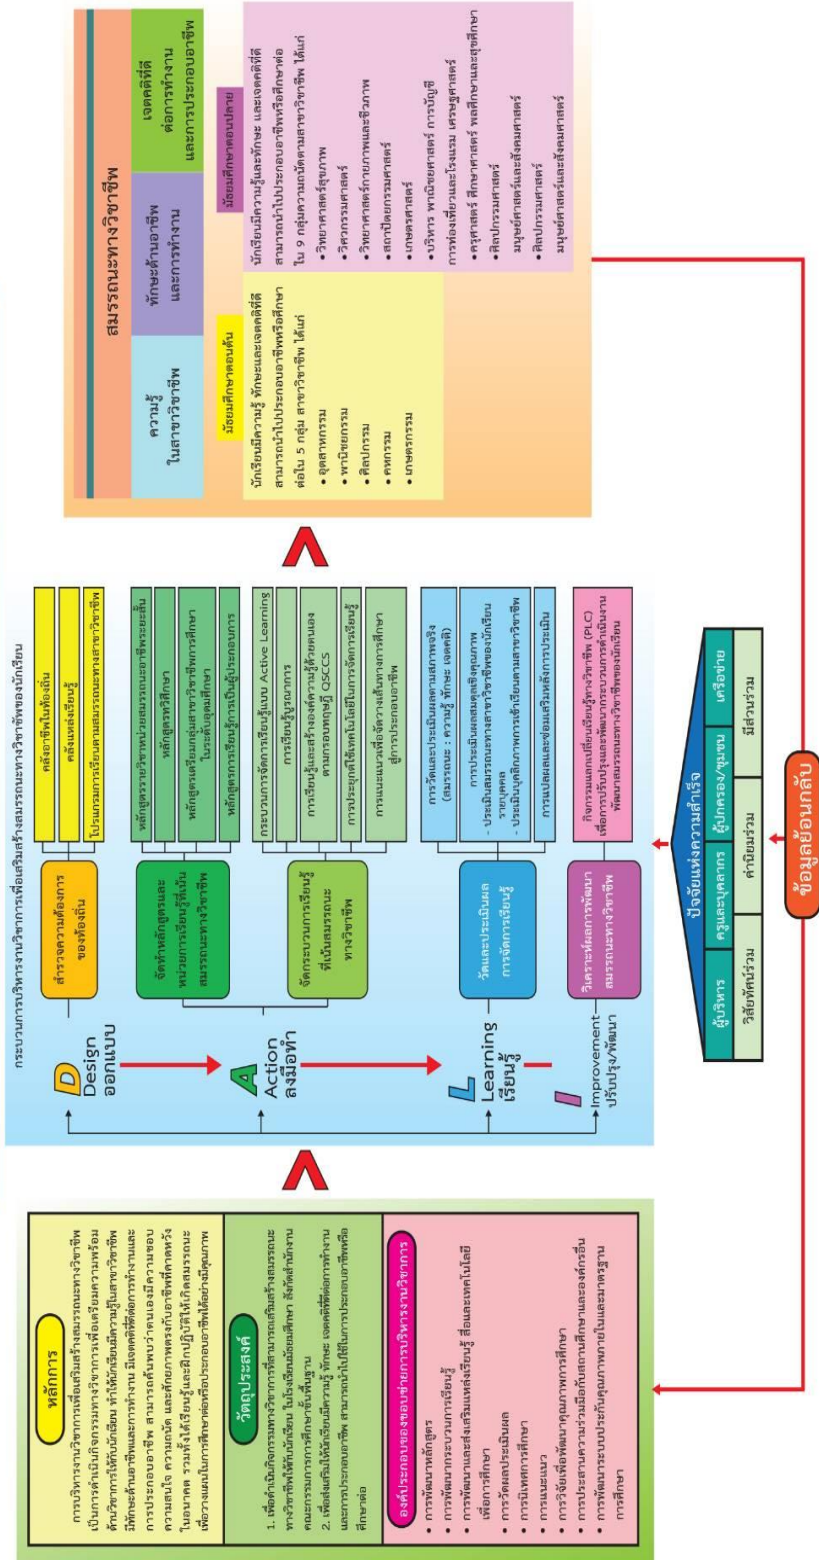 หลักการ
การบริหารงานวิชาการเพื่อเสริมสร้างสมรรถนะทางวิชาชีพ
เป็นการดำเนินกิจกรรมทางวิชาการเพื่อเตรียมความพร้อม
ด้านวิชาการให้กับนักเรียน ทำให้นักเรียนมีความรู้ในสาขาวิชาชีพ
มีทักษะด้านอาชีพและการทำงาน มีเจตคติที่ดีต่อการทำงานและ
การประกอบอาชีพ สามารถค้นพบว่าตนเองมีความชอบ
ความสนใจ ความถนัด และศักยภาพตรงกับอาชีพที่คาดหวัง
ในอนาคต รวมทั้งได้เรียนรู้และฝึกปฏิบัติให้เกิดสมรรถนะ
เพื่อวางแผนในการศึกษาต่อหรือประกอบอาชีพได้อย่างมีคุณภาพ
วัตถุประสงค์
1. เพื่อดำเนินกิจกรรมทางวิชาการที่สามารถเสริมสร้างสมรรถนะ
ทางวิชาชีพให้กับนักเรียน ในโรงเรียนมัธยมศึกษา สังกัดสำนักงาน
คณะกรรมการการศึกษาขั้นพื้นฐาน
2. เพื่อส่งเสริมให้นักเรียนมีความรู้ ทักษะ เจตคติที่ดีต่อการทำงาน
และการประกอบอาชีพ สามารถนำไปใช้ในการประกอบอาชีพหรือ
ศึกษาต่อ
องค์ประกอบของขอบข่ายการบริหารงานวิชาการ
• การพัฒนาหลักสูตร
• การพัฒนากระบวนการเรียนรู้
• การพัฒนาและส่งเสริมแหล่งเรียนรู้ สื่อและเทคโนโลยี
เพื่อการศึกษา
• การวัดผลประเมินผล
• การนิเทศการศึกษา
• การแนะแนว
• การวิจัยเพื่อพัฒนาคุณภาพการศึกษา
• การประสานความร่วมมือกับสถานศึกษาและองค์กรอื่น
• การพัฒนาระบบประกันคุณภาพภายในและมาตรฐาน
การศึกษา
กระบวนการบริหารงานวิชาการเพื่อเสริมสร้างสมรรถนะทางวิชาชีพของนักเรียน
D
Design
ออกแบบ
สำรวจความต้องการ
ของท้องถิ่น
คลังอาชีพในท้องถิ่น
คลังแหล่งเรียนรู้
โปรแกรมการเรียนตามสมรรถนะทางสาขาวิชาชีพ
A
Action
ลงมือทำ
จัดทำหลักสูตรและ
หน่วยการเรียนรู้ที่เน้น
สมรรถนะทางวิชาชีพ
หลักสูตรรายวิชาหน่วยสมรรถนะอาชีพระยะสั้น
หลักสูตรทวิศึกษา
หลักสูตรเตรียมกลุ่มสาขาวิชาชีพการศึกษา
ในระดับอุดมศึกษา
หลักสูตรการเรียนรู้การเป็นผู้ประกอบการ
จัดกระบวนการเรียนรู้
ที่เน้นสมรรถนะ
ทางวิชาชีพ
กระบวนการจัดการเรียนรู้แบบ Active Learning
การเรียนรู้บูรณาการ
การเรียนรู้และสร้างองค์ความรู้ด้วยตนเอง
ตามกรอบทฤษฎี QSCCS
การประยุกต์ใช้เทคโนโลยีในการจัดการเรียนรู้
การแนะแนวเพื่อจัดวางเส้นทางการศึกษา
สู่การประกอบอาชีพ
L
Learning
เรียนรู้
วัดและประเมินผล
การจัดการเรียนรู้
การวัดและประเมินผลตามสภาพจริง
(สมรรถนะ : ความรู้ ทักษะ เจตคติ)
การประเมินผลสมดุลเชิงคุณภาพ
- ประเมินสมรรถนะทางสาขาวิชาชีพของนักเรียน
รายบุคคล
- ประเมินบุคลิกภาพการเข้าเรียนตามสาขาวิชาชีพ
การแปลผลและซ่อมเสริมหลังการประเมิน
I
Improvement
ปรับปรุง/พัฒนา
วิเคราะห์ผลการพัฒนา
สมรรถนะทางวิชาชีพ
กิจกรรมแลกเปลี่ยนเรียนรู้ทางวิชาชีพ (PLC)
เพื่อการปรับปรุงและพัฒนากระบวนการดำเนินงาน
พัฒนาสมรรถนะทางวิชาชีพของนักเรียน
สมรรถนะทางวิชาชีพ
ความรู้
ในสาขาวิชาชีพ
ทักษะด้านอาชีพ
และการทำงาน
เจตคติที่ดี
ต่อการทำงาน
และการประกอบอาชีพ
มัธยมศึกษาตอนต้น
นักเรียนมีความรู้ ทักษะและเจตคติที่ดี
สามารถนำไปประกอบอาชีพหรือศึกษา
ต่อใน 5 กลุ่ม สาขาวิชาชีพ ได้แก่
• อุตสาหกรรม
• พาณิชยกรรม
• ศิลปกรรม
• คหกรรม
• เกษตรกรรม
มัธยมศึกษาตอนปลาย
นักเรียนมีความรู้และทักษะ และเจตคติที่ดี
สามารถนำไปประกอบอาชีพหรือศึกษาต่อ
ใน 9 กลุ่มความถนัดตามสาขาวิชาชีพ ได้แก่
• วิทยาศาสตร์สุขภาพ
• วิศวกรรมศาสตร์
• วิทยาศาสตร์กายภาพและชีวภาพ
• สถาปัตยกรรมศาสตร์
• เกษตรศาสตร์
• บริหาร พาณิชยศาสตร์ การบัญชี
การท่องเที่ยวและโรงแรม เศรษฐศาสตร์
• ครุศาสตร์ ศึกษาศาสตร์ พลศึกษาและสุขศึกษา
• ศิลปกรรมศาสตร์
มนุษย์ศาสตร์และสังคมศาสตร์
• ศิลปกรรมศาสตร์
มนุษย์ศาสตร์และสังคมศาสตร์
ปัจจัยแห่งความสำเร็จ
ผู้บริหาร
ครูและบุคลากร
ผู้ปกครอง/ชุมชน
เครือข่าย
วิสัยทัศน์ร่วม
ค่านิยมร่วม
มีส่วนร่วม
ข้อมูลย้อนกลับ